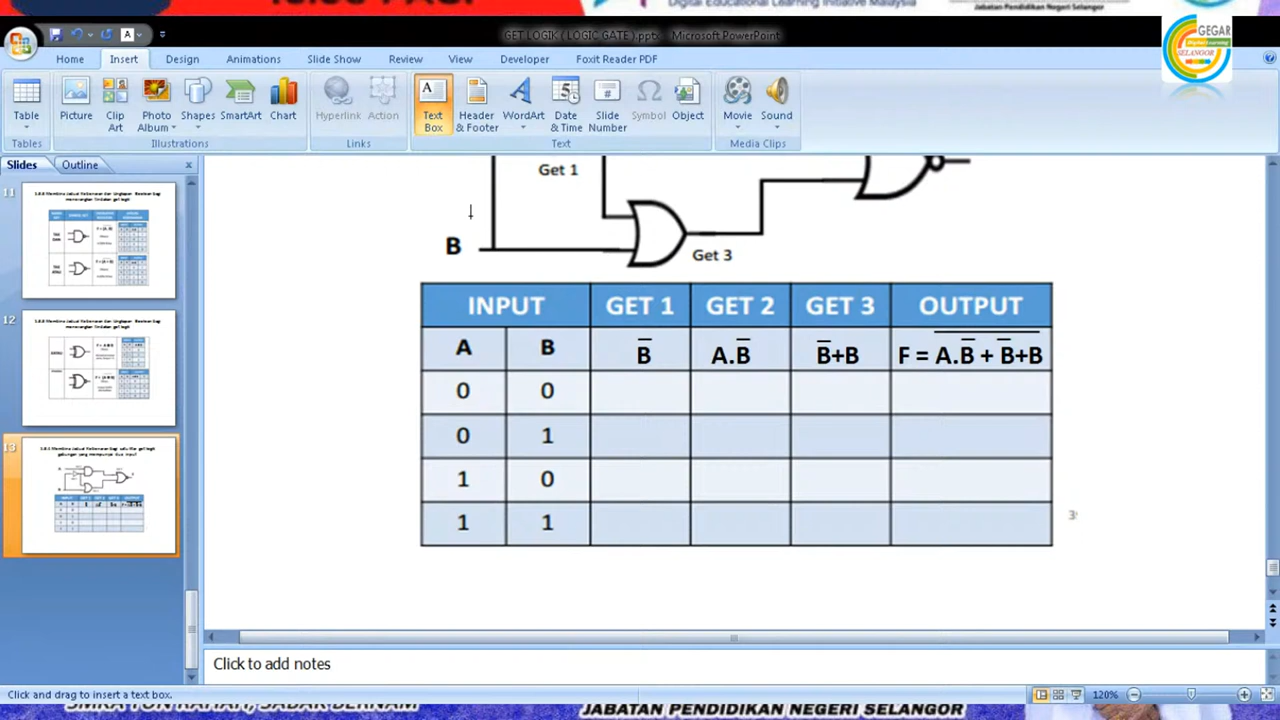 Digital Educational Learning Initiative Malaysia
Jabatan Pendidikan Negeri Selangor
GET LOGIK ( LOGIC GATE ).pptx - Microsoft PowerPoint
GEGAR
Digital Learning
SELANGOR
Home Insert Design Animations Slide Show Review View Developer Foxit Reader PDF
Table Picture Clip Art Photo Album Shapes SmartArt Chart Hyperlink Action Text Box Header & Footer WordArt Date & Time Slide Number Symbol Object Movie Sound
Tables Illustrations Links Text Media Clips
Slides Outline
11
12
13
Get 1
B
Get 3
INPUT GET 1 GET 2 GET 3 OUTPUT
A B B̅ A.B̅ B̅+B F = A̅.̅B̅̅ ̅+̅ ̅B̅̅+̅B̅
0 0
0 1
1 0
1 1
Click to add notes
Click and drag to insert a text box. 120%
JABATAN PENDIDIKAN NEGERI SELANGOR